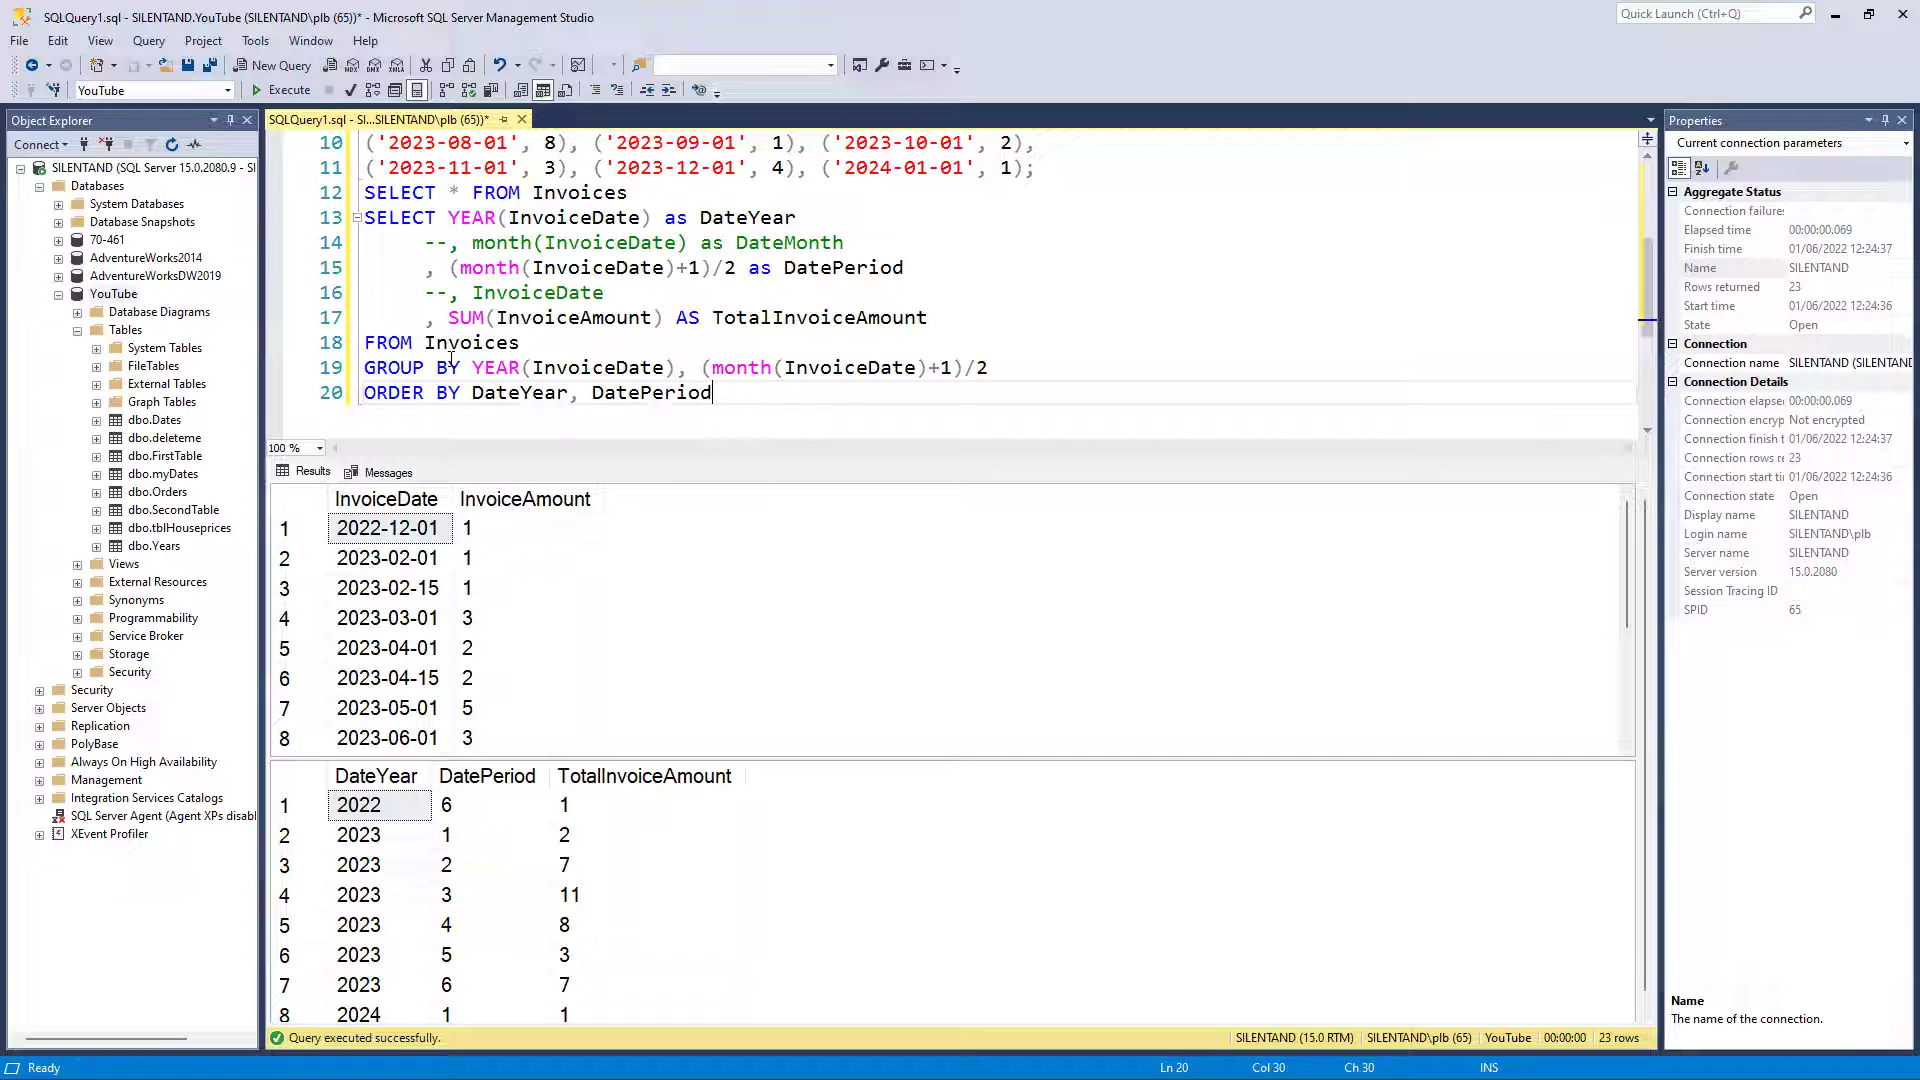 SQLQuery1.sql - SILENTAND.YouTube (SILENTAND\plb (65))* - Microsoft SQL Server Management Studio
Quick Launch (Ctrl+Q)
File Edit View Query Project Tools Window Help
New Query
YouTube
Execute
Object Explorer
Connect
SILENTAND (SQL Server 15.0.2080.9 - SI
Databases
System Databases
Database Snapshots
70-461
AdventureWorks2014
AdventureWorksDW2019
YouTube
Database Diagrams
Tables
System Tables
FileTables
External Tables
Graph Tables
dbo.Dates
dbo.deleteme
dbo.FirstTable
dbo.myDates
dbo.Orders
dbo.SecondTable
dbo.tblHouseprices
dbo.Years
Views
External Resources
Synonyms
Programmability
Service Broker
Storage
Security
Security
Server Objects
Replication
PolyBase
Always On High Availability
Management
Integration Services Catalogs
SQL Server Agent (Agent XPs disabl
XEvent Profiler
SQLQuery1.sql - SI...SILENTAND\plb (65))*
10 ('2023-08-01', 8), ('2023-09-01', 1), ('2023-10-01', 2),
11 ('2023-11-01', 3), ('2023-12-01', 4), ('2024-01-01', 1);
12 SELECT * FROM Invoices
13 SELECT YEAR(InvoiceDate) as DateYear
14 --, month(InvoiceDate) as DateMonth
15 , (month(InvoiceDate)+1)/2 as DatePeriod
16 --, InvoiceDate
17 , SUM(InvoiceAmount) AS TotalInvoiceAmount
18 FROM Invoices
19 GROUP BY YEAR(InvoiceDate), (month(InvoiceDate)+1)/2
20 ORDER BY DateYear, DatePeriod
100 %
Results Messages
InvoiceDate InvoiceAmount
1 2022-12-01 1
2 2023-02-01 1
3 2023-02-15 1
4 2023-03-01 3
5 2023-04-01 2
6 2023-04-15 2
7 2023-05-01 5
8 2023-06-01 3
DateYear DatePeriod TotalInvoiceAmount
1 2022 6 1
2 2023 1 2
3 2023 2 7
4 2023 3 11
5 2023 4 8
6 2023 5 3
7 2023 6 7
8 2024 1 1
Query executed successfully.
SILENTAND (15.0 RTM) SILENTAND\plb (65) YouTube 00:00:00 23 rows
Properties
Current connection parameters
Aggregate Status
Connection failures
Elapsed time 00:00:00.069
Finish time 01/06/2022 12:24:37
Name SILENTAND
Rows returned 23
Start time 01/06/2022 12:24:36
State Open
Connection
Connection name SILENTAND (SILENTAND
Connection Details
Connection elapse 00:00:00.069
Connection encryp Not encrypted
Connection finish t 01/06/2022 12:24:37
Connection rows re 23
Connection start ti 01/06/2022 12:24:36
Connection state Open
Display name SILENTAND
Login name SILENTAND\plb
Server name SILENTAND
Server version 15.0.2080
Session Tracing ID
SPID 65
Name
The name of the connection.
Ready
Ln 20 Col 30 Ch 30 INS